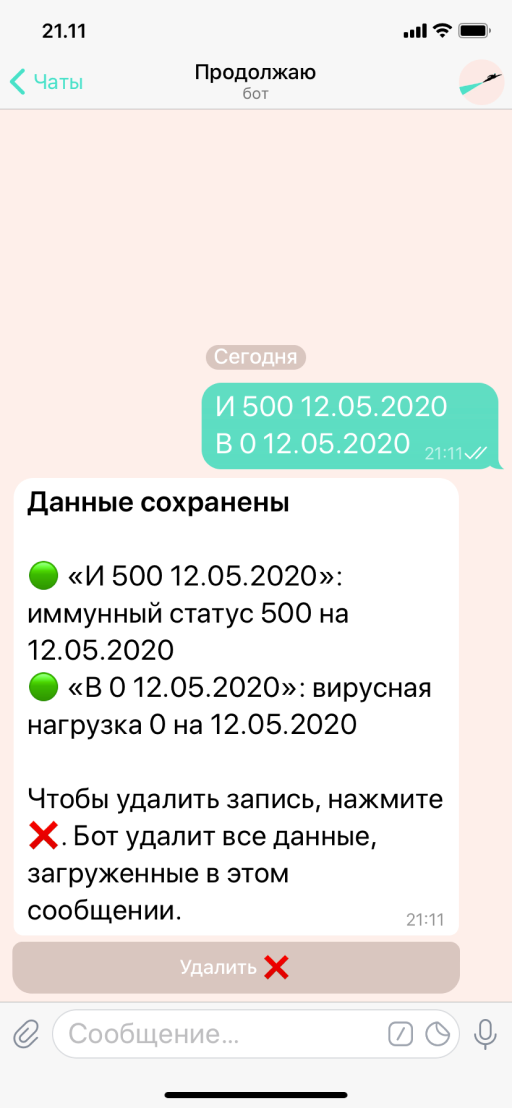 21.11
Чаты
Продолжаю
бот
Сегодня
И 500 12.05.2020
В 0 12.05.2020
21:11
Данные сохранены
«И 500 12.05.2020»:
иммунный статус 500 на
12.05.2020
«В 0 12.05.2020»: вирусная
нагрузка 0 на 12.05.2020
Чтобы удалить запись, нажмите
❌. Бот удалит все данные,
загруженные в этом
сообщении.
21:11
Удалить ❌
Сообщение...